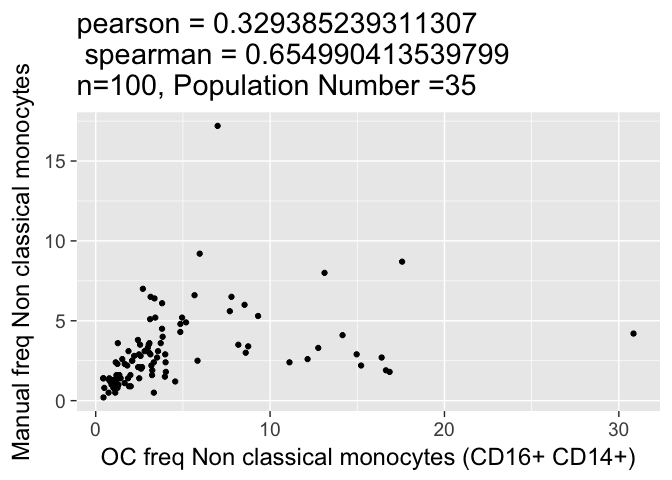 pearson = 0.329385239311307
spearman = 0.654990413539799
n=100, Population Number =35
Manual freq Non classical monocytes
15
10
5
0
0
10
20
30
OC freq Non classical monocytes (CD16+ CD14+)